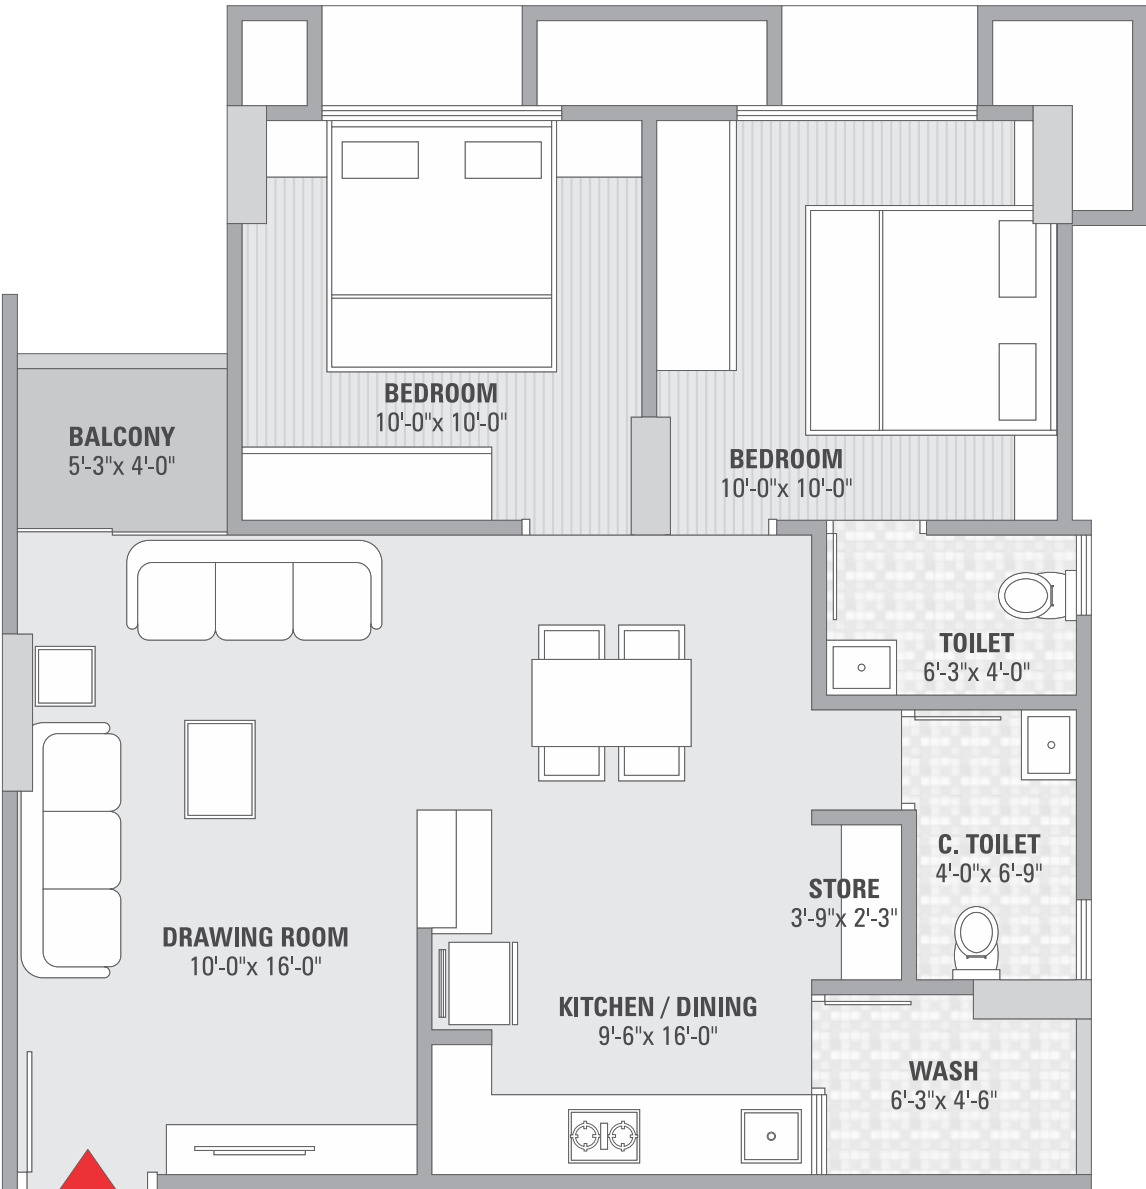 BEDROOM
10'-0"x 10'-0"
BALCONY
5'-3"x 4'-0"
BEDROOM
10'-0"x 10'-0"
TOILET
6'-3"x 4'-0"
C. TOILET
4'-0"x 6'-9"
STORE
3'-9"x 2'-3"
DRAWING ROOM
10'-0"x 16'-0"
KITCHEN / DINING
9'-6"x 16'-0"
WASH
6'-3"x 4'-6"